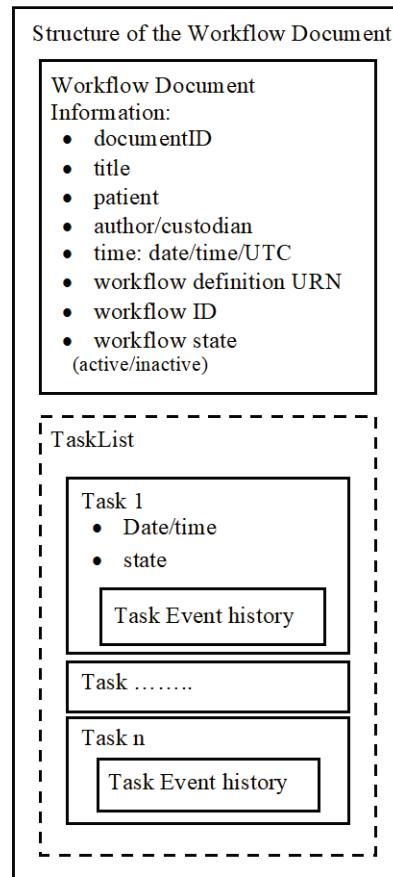 Structure of the Workflow Document
Workflow Document
Information:
• documentID
• title
• patient
• author/custodian
• time: date/time/UTC
• workflow definition URN
• workflow ID
• workflow state
(active/inactive)
TaskList
Task 1
• Date/time
• state
Task Event history
Task ……..
Task n
Task Event history